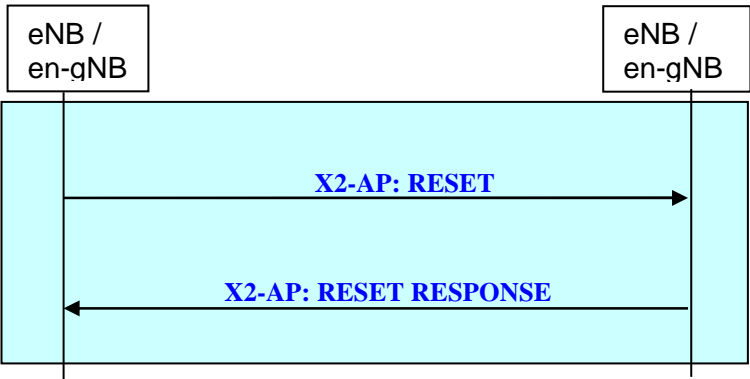 eNB /
en-gNB
eNB /
en-gNB
X2-AP: RESET
X2-AP: RESET RESPONSE